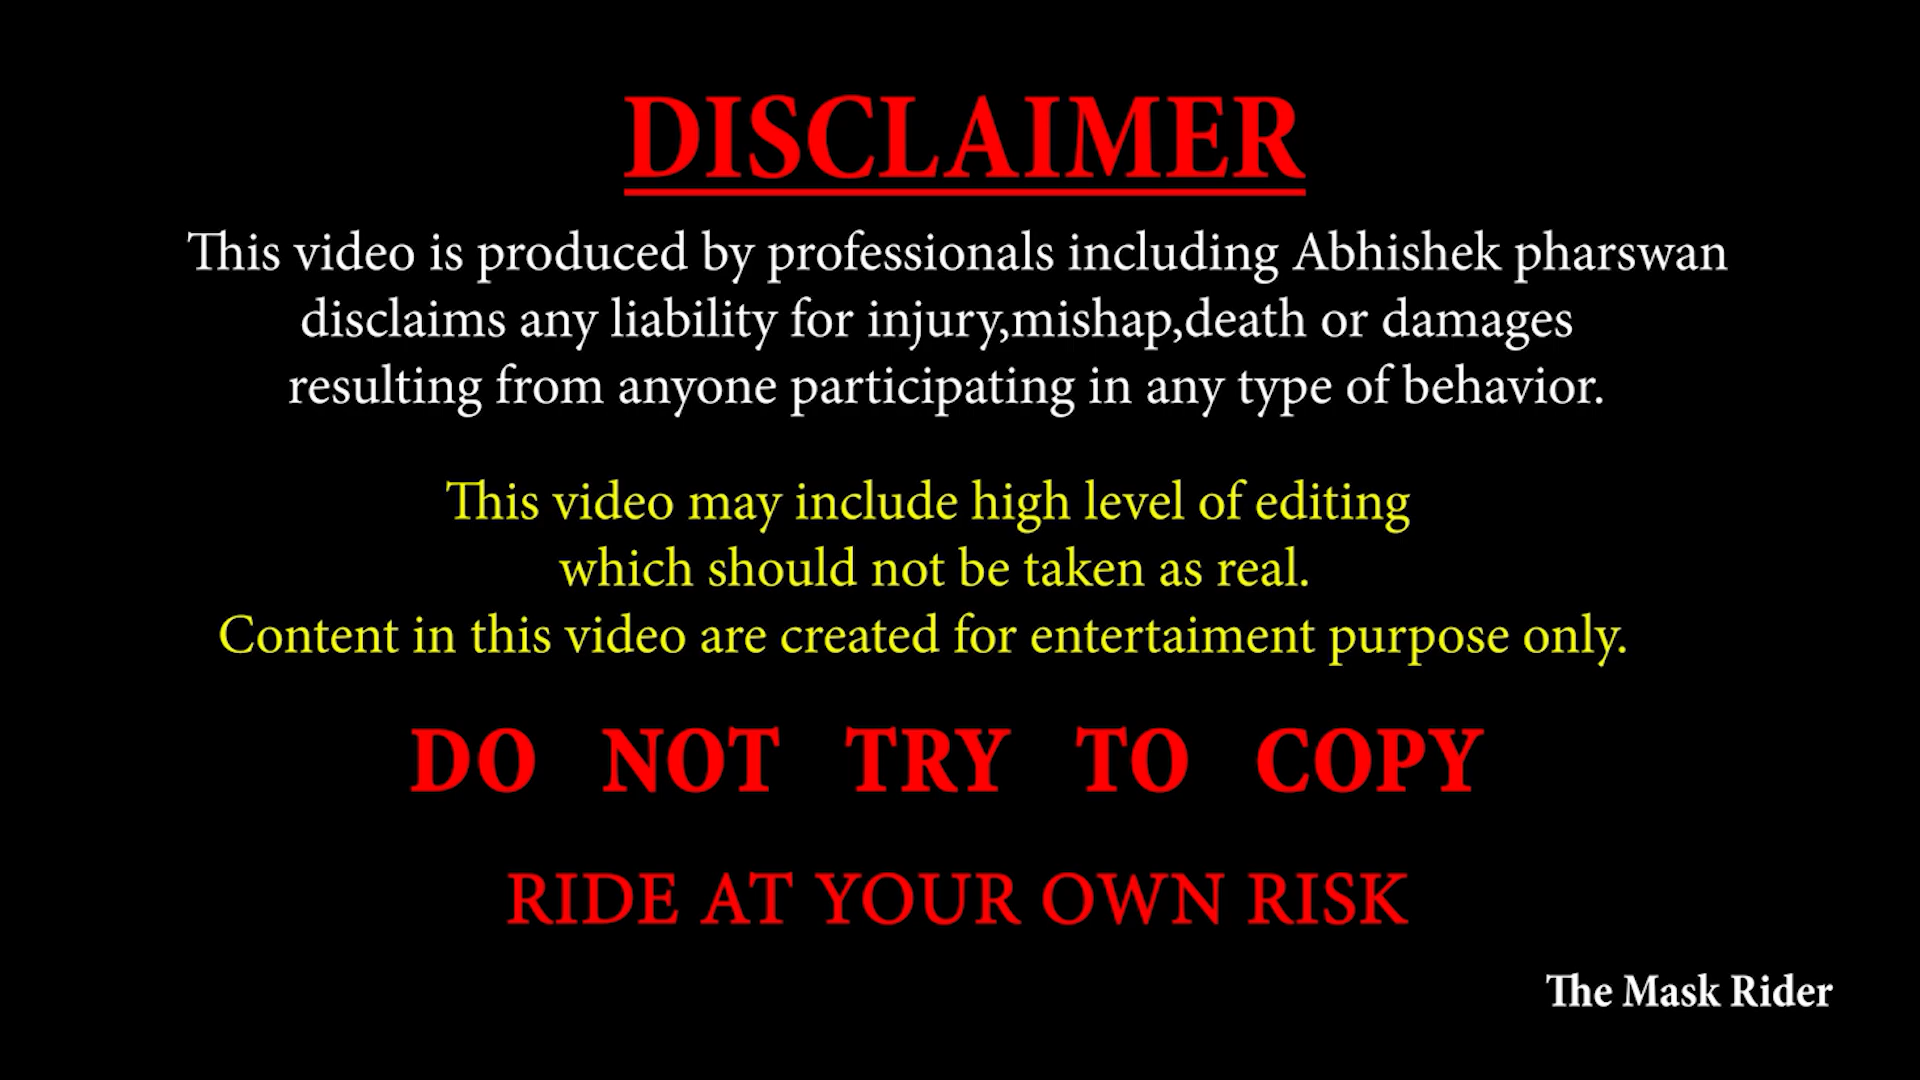 DISCLAIMER
This video is produced by professionals including Abhishek pharswan
disclaims any liability for injury,mishap,death or damages
resulting from anyone participating in any type of behavior.
This video may include high level of editing
which should not be taken as real.
Content in this video are created for entertaiment purpose only.
DO NOT TRY TO COPY
RIDE AT YOUR OWN RISK
The Mask Rider